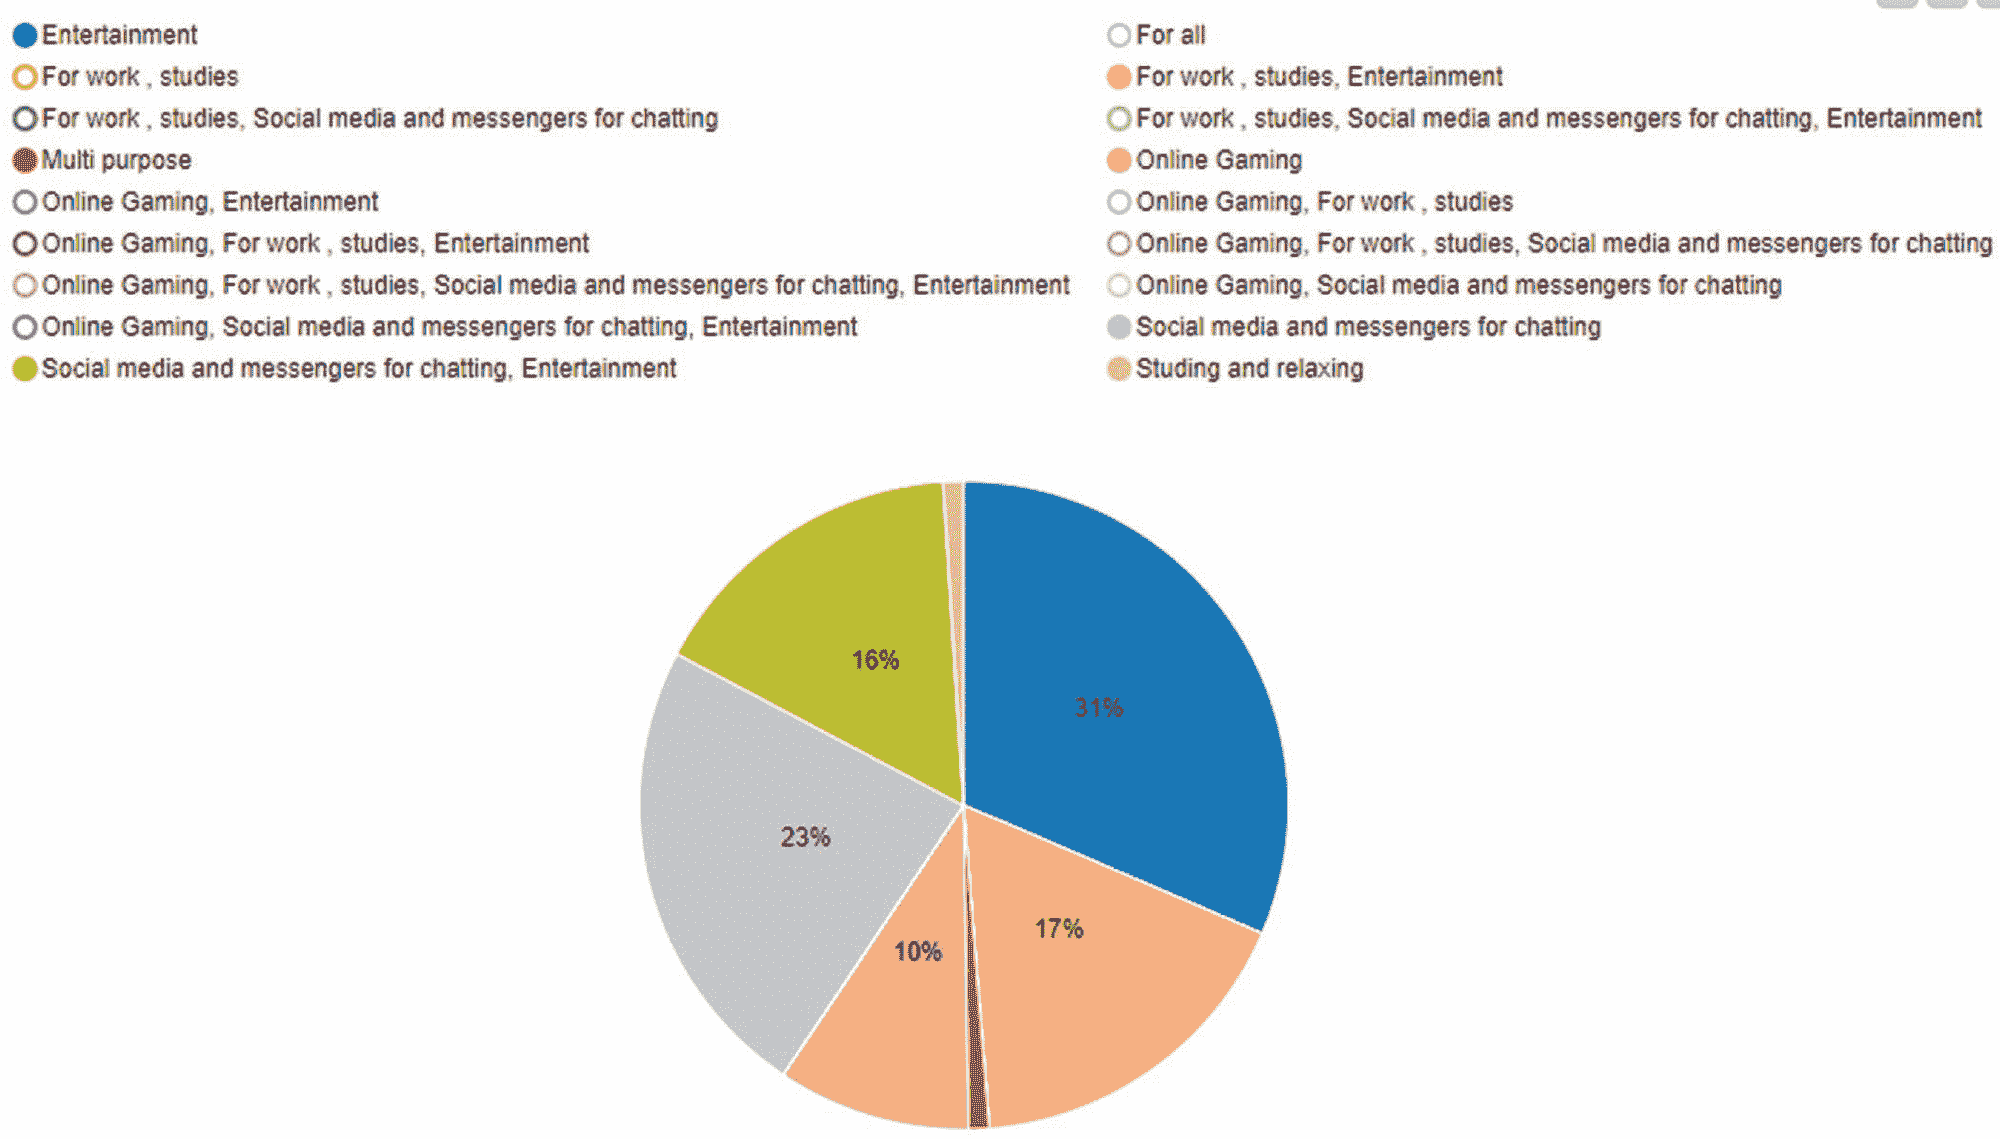 Entertainment
For all
For work , studies
For work , studies, Entertainment
For work , studies, Social media and messengers for chatting
For work , studies, Social media and messengers for chatting, Entertainment
Multi purpose
Online Gaming
Online Gaming, Entertainment
Online Gaming, For work , studies
Online Gaming, For work , studies, Entertainment
Online Gaming, For work , studies, Social media and messengers for chatting
Online Gaming, For work , studies, Social media and messengers for chatting, Entertainment
Online Gaming, Social media and messengers for chatting
Online Gaming, Social media and messengers for chatting, Entertainment
Social media and messengers for chatting
Social media and messengers for chatting, Entertainment
Studing and relaxing
16%
31%
23%
17%
10%